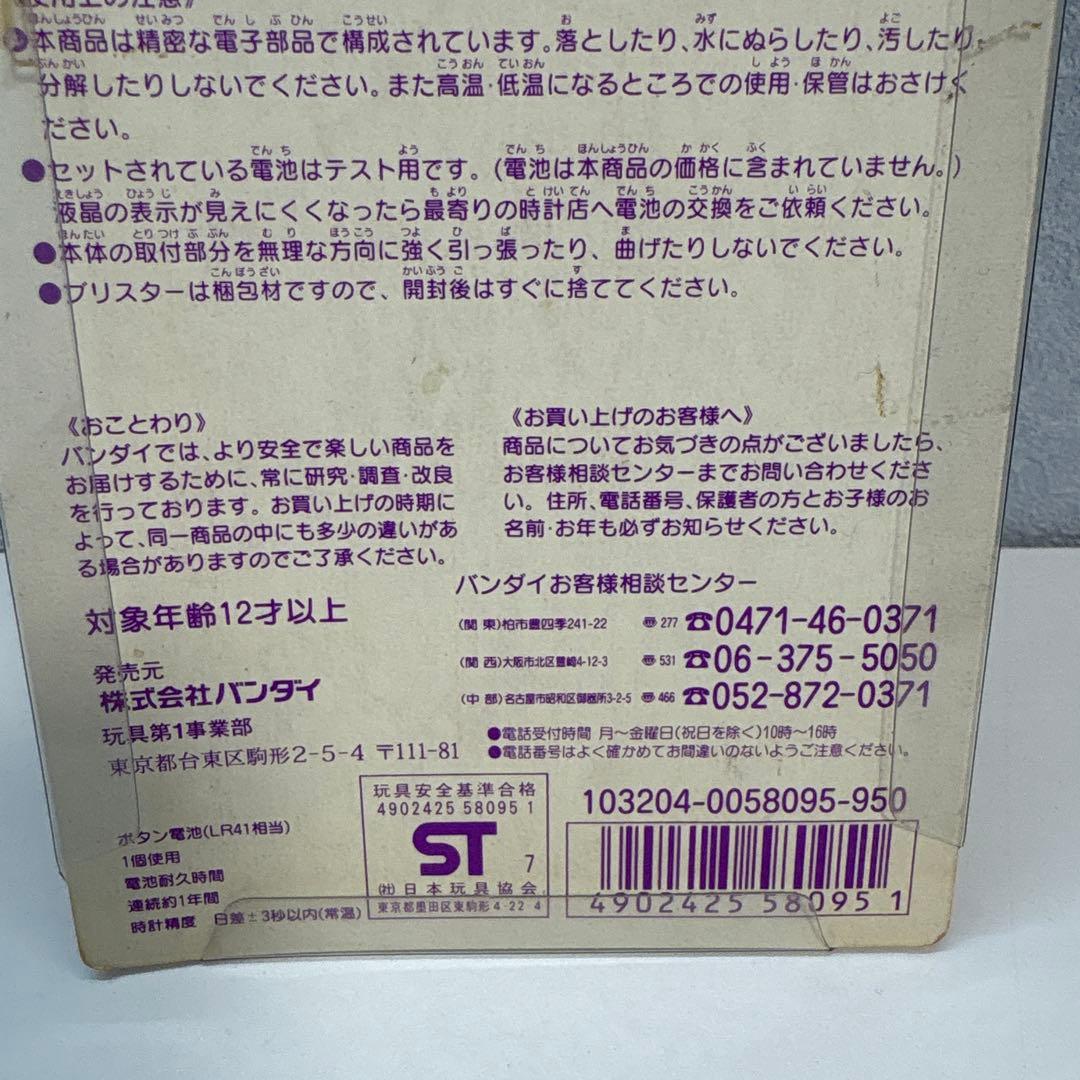 使用上の注意》
●本商品は精密な電子部品で構成されています。落としたり、水にぬらしたり、汚したり、
分解したりしないでください。また高温・低温になるところでの使用・保管はおさけく
ださい。
●セットされている電池はテスト用です。(電池は本商品の価格に含まれていません。)
液晶の表示が見えにくくなったら最寄りの時計店へ電池の交換をご依頼ください。
●本体の取付部分を無理な方向に強く引っ張ったり、曲げたりしないでください。
●ブリスターは梱包材ですので、開封後はすぐに捨ててください。
《おことわり》
バンダイでは、より安全で楽しい商品を
お届けするために、常に研究・調査・改良
を行っております。お買い上げの時期に
よって、同一商品の中にも多少の違いがあ
る場合がありますのでご了承ください。
《お買い上げのお客様へ》
商品についてお気づきの点がございましたら、
お客様相談センターまでお問い合わせくださ
い。住所、電話番号、保護者の方とお子様のお
名前・お年も必ずお知らせください。
対象年齢12才以上
発売元
株式会社バンダイ
玩具第1事業部
東京都台東区駒形2-5-4 〒111-81
バンダイお客様相談センター
(関 東)柏市豊四季241-22 〠277 ☎0471-46-0371
(関 西)大阪市北区豊崎4-12-3 〠531 ☎06-375-5050
(中 部)名古屋市昭和区御器所3-2-5 〠466 ☎052-872-0371
●電話受付時間 月〜金曜日(祝日を除く)10時〜16時
●電話番号はよく確かめてお間違いのないようご注意ください。
ボタン電池(LR41相当)
1個使用
電池耐久時間
連続約1年間
時計精度 日差±3秒以内(常温)
玩具安全基準合格
4902425 58095 1
ST 7
(社)日本玩具協会
東京都墨田区東駒形4-22-4
103204-0058095-950
4902425 58095 1